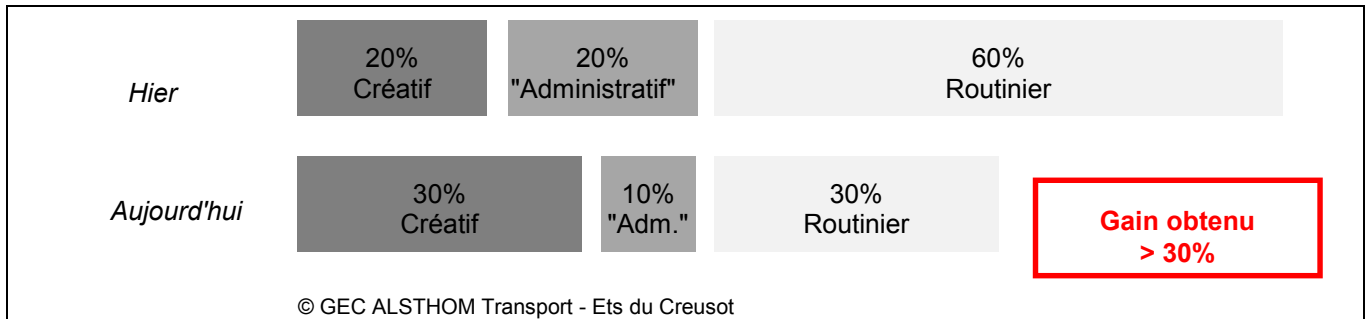 Hier
20%
Créatif
20%
"Administratif"
60%
Routinier
Aujourd'hui
30%
Créatif
10%
"Adm."
30%
Routinier
Gain obtenu
> 30%
© GEC ALSTHOM Transport - Ets du Creusot